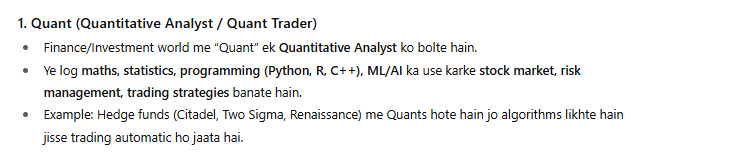 1. Quant (Quantitative Analyst / Quant Trader)
• Finance/Investment world me “Quant” ek Quantitative Analyst ko bolte hain.
• Ye log maths, statistics, programming (Python, R, C++), ML/AI ka use karke stock market, risk
management, trading strategies banate hain.
• Example: Hedge funds (Citadel, Two Sigma, Renaissance) me Quants hote hain jo algorithms likhte hain
jisse trading automatic ho jaata hai.